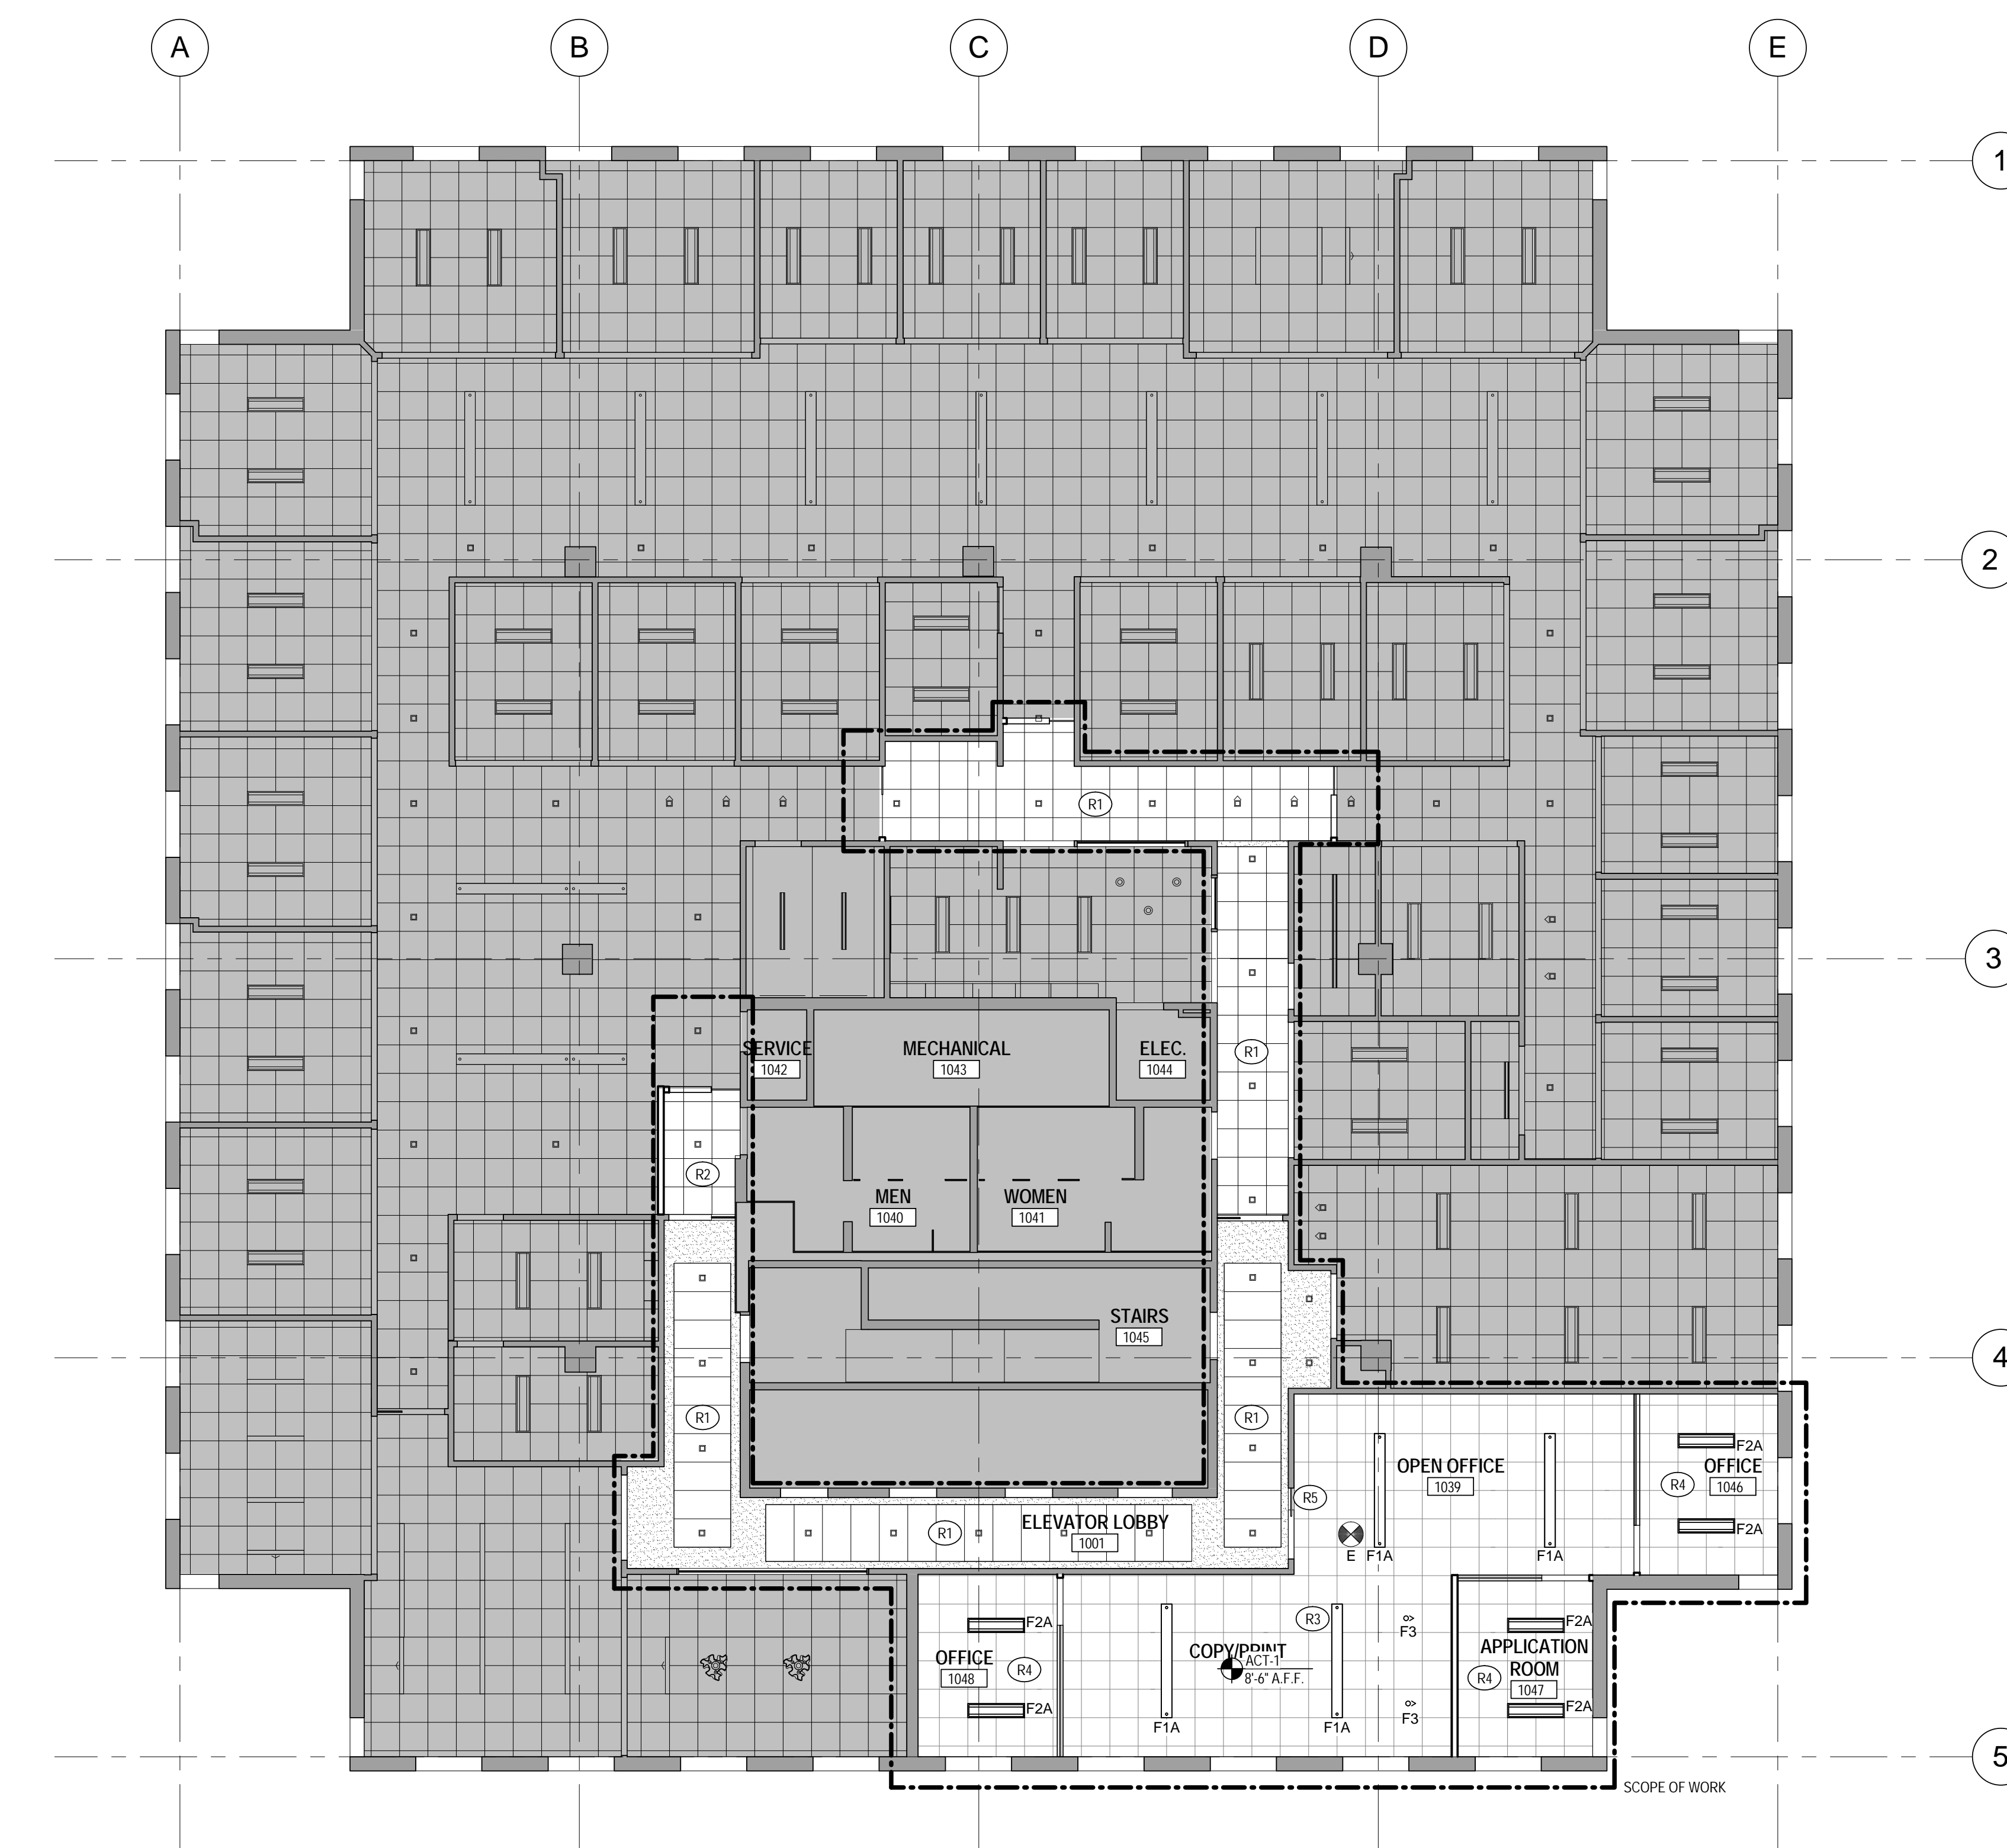 A
B
C
D
E
1
2
R1
3
SERVICE
1042
MECHANICAL
1043
ELEC.
1044
R1
R2
MEN
1040
WOMEN
1041
STAIRS
1045
4
R1
R1
F2A
OPEN OFFICE
1039
OFFICE
1046
R4
R5
F2A
R1
ELEVATOR LOBBY
1001
E
F1A
F1A
F2A
R3
F3
F2A
COPY/PRINT
ACT-1
8'-6" A.F.F.
OFFICE
1048
R4
APPLICATION
ROOM
1047
R4
F2A
F3
F2A
F1A
F1A
5
SCOPE OF WORK